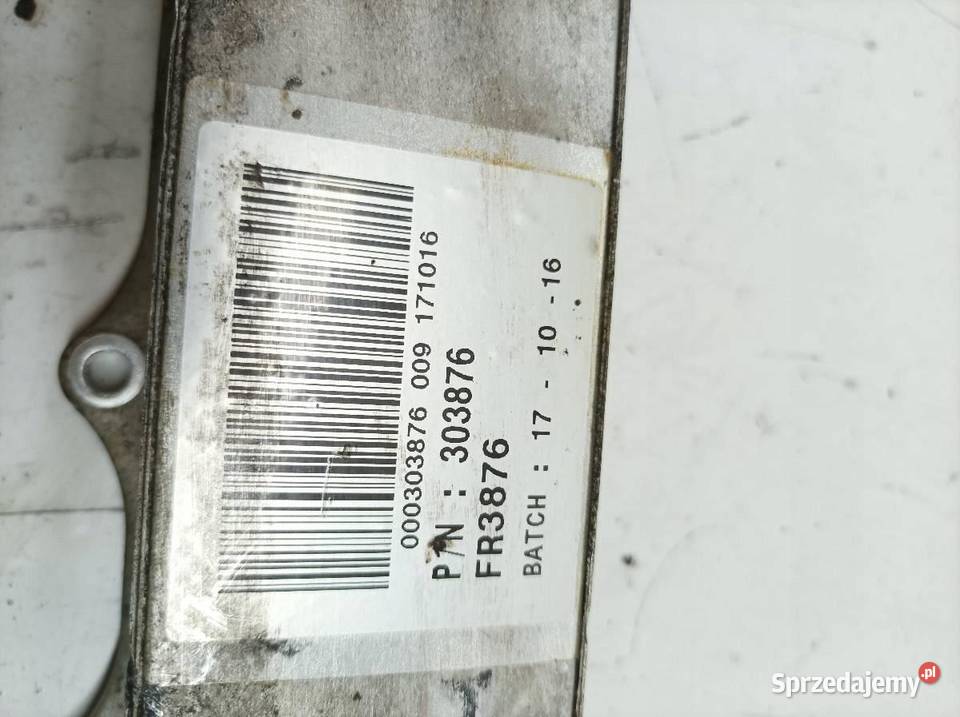 000303876 009 171016
P/N : 303876
FR3876
BATCH : 17 - 10 -16
Sprzedajemy.pl